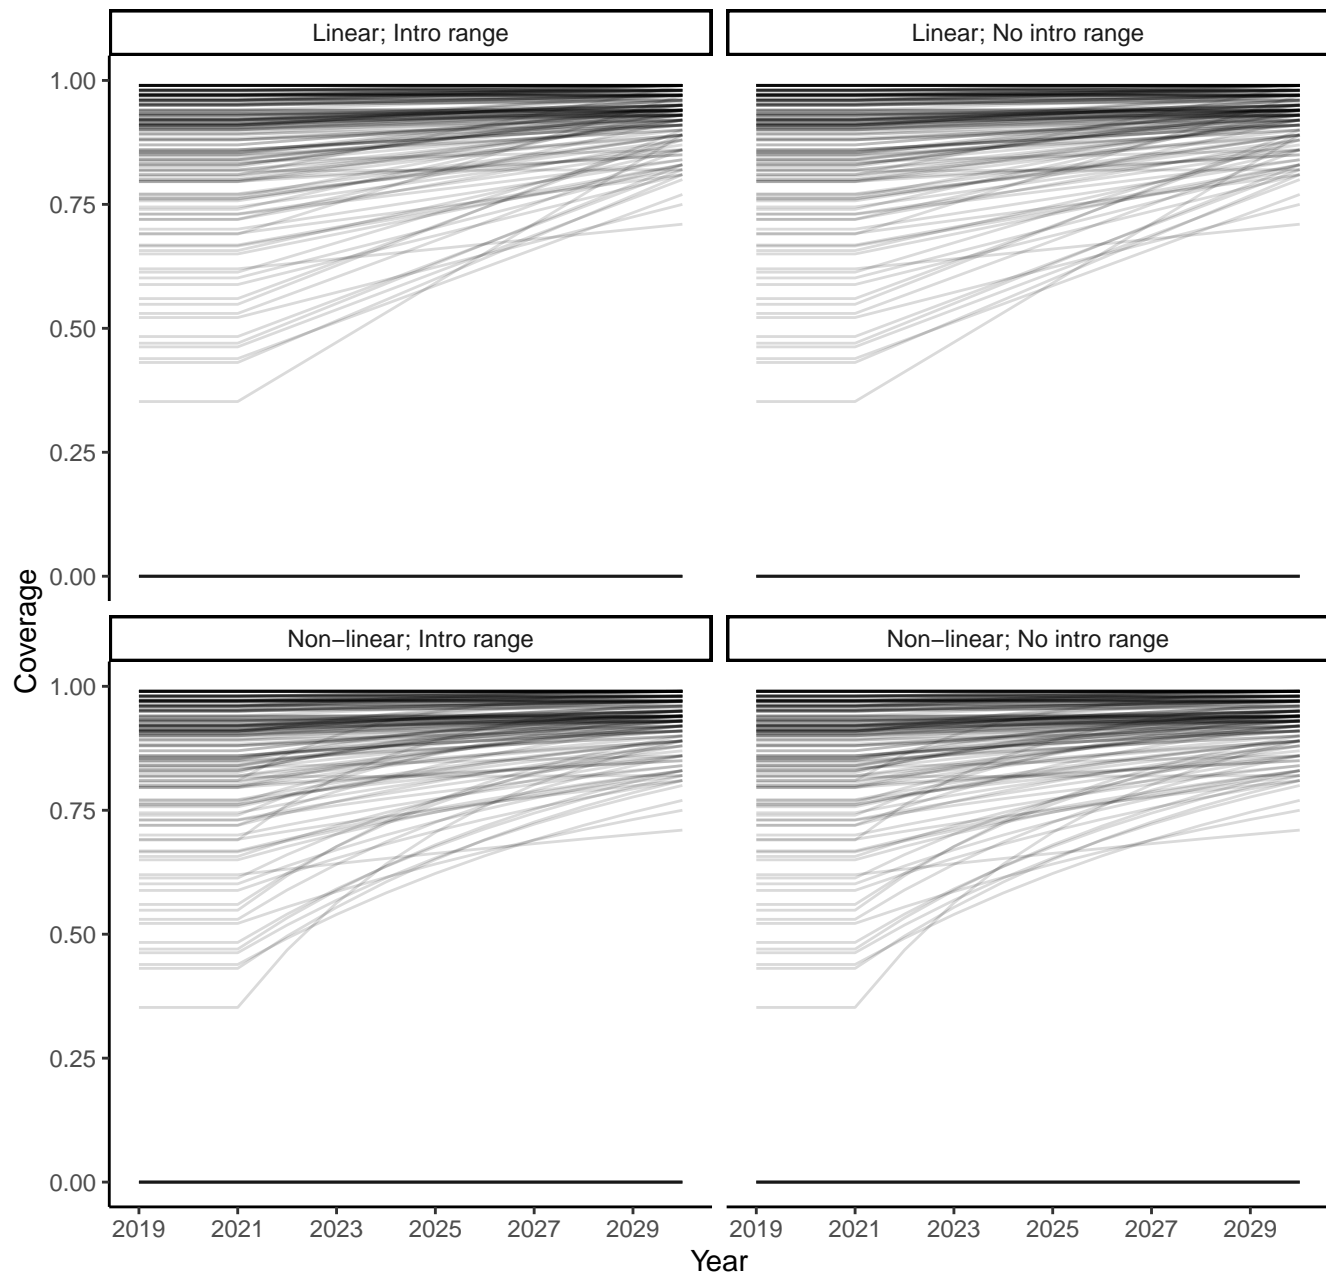 Linear; Intro range
Linear; No intro range
1.00
0.75
0.50
0.25
0.00
Non−linear; Intro range
Non−linear; No intro range
1.00
0.75
0.50
0.25
0.00
Coverage
2019 2021 2023 2025 2027 2029
2019 2021 2023 2025 2027 2029
Year